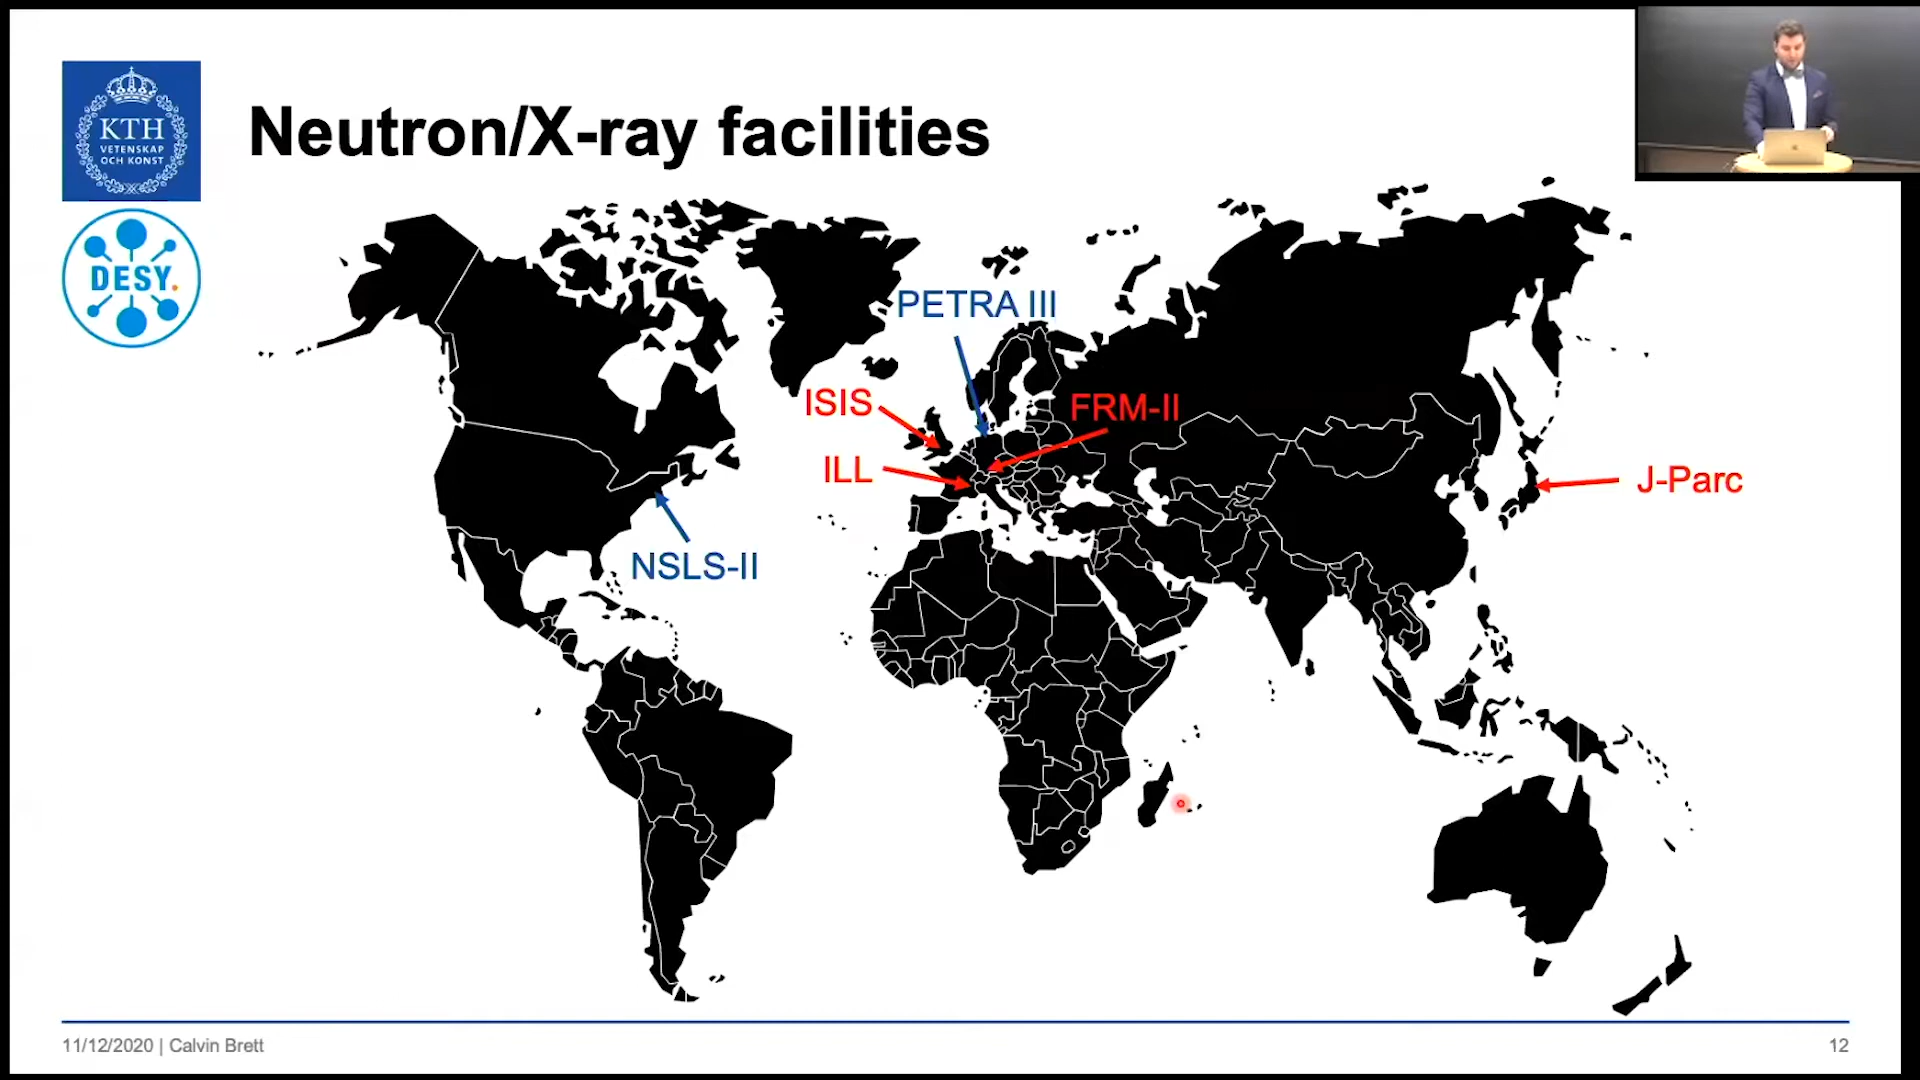 KTH
VETENSKAP
OCH KONST
DESY.
Neutron/X-ray facilities
PETRA III
ISIS
FRM-II
ILL
J-Parc
NSLS-II
11/12/2020 | Calvin Brett
12